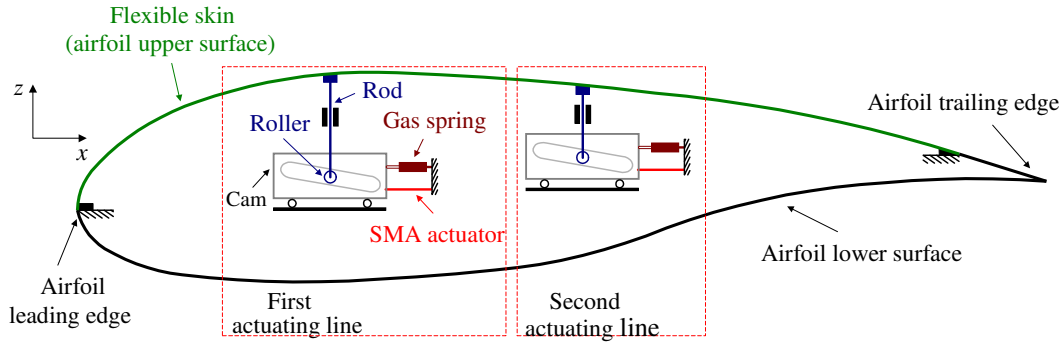 Flexible skin
(airfoil upper surface)
z
x
Rod
Roller
Gas spring
Cam
SMA actuator
Airfoil trailing edge
Airfoil
leading edge
First
actuating line
Second
actuating line
Airfoil lower surface